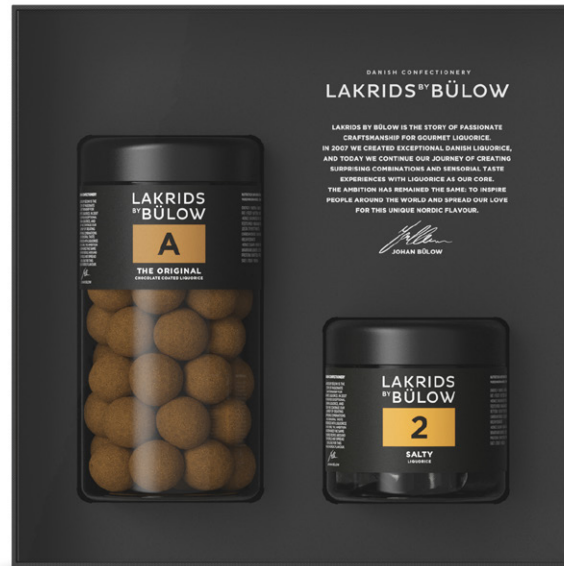 DANISH CONFECTIONERY
LAKRIDS BY BÜLOW
LAKRIDS BY BÜLOW IS THE STORY OF PASSIONATE
CRAFTSMANSHIP FOR GOURMET LIQUORICE.
IN 2007 WE CREATED EXCEPTIONAL DANISH LIQUORICE,
AND TODAY WE CONTINUE OUR JOURNEY OF CREATING
SURPRISING COMBINATIONS AND SENSORIAL TASTE
EXPERIENCES WITH LIQUORICE AS OUR CORE.
THE AMBITION HAS REMAINED THE SAME: TO INSPIRE
PEOPLE AROUND THE WORLD AND SPREAD OUR LOVE
FOR THIS UNIQUE NORDIC FLAVOUR.
JOHAN BÜLOW
LAKRIDS
BY BÜLOW
A
THE ORIGINAL
CHOCOLATE COATED LIQUORICE
LAKRIDS
BY BÜLOW
2
SALTY
LIQUORICE